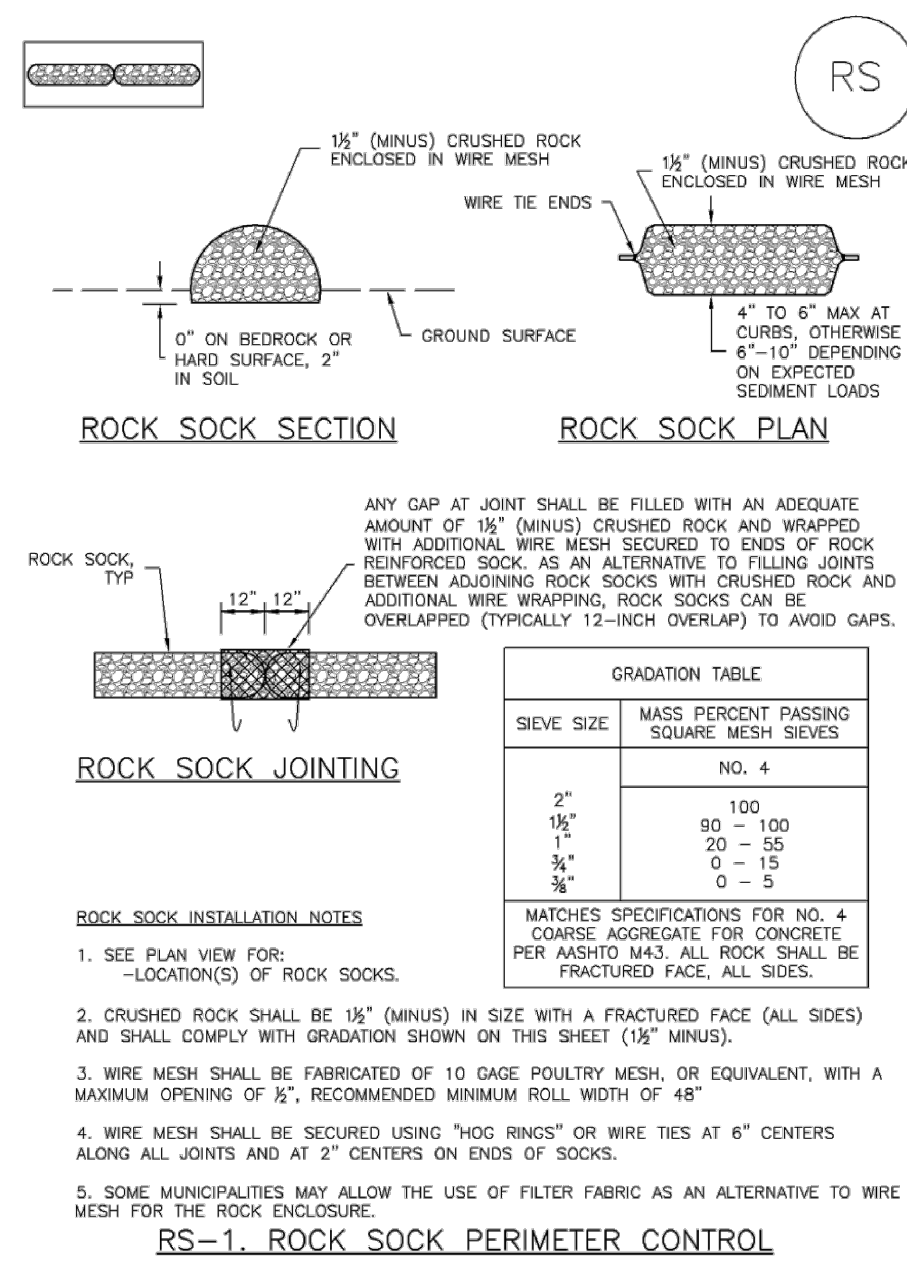 RS
1½" (MINUS) CRUSHED ROCK
ENCLOSED IN WIRE MESH
0" ON BEDROCK OR
HARD SURFACE, 2"
IN SOIL
GROUND SURFACE
ROCK SOCK SECTION
1½" (MINUS) CRUSHED ROCK
ENCLOSED IN WIRE MESH
WIRE TIE ENDS
4" TO 6" MAX AT
CURBS, OTHERWISE
6"-10" DEPENDING
ON EXPECTED
SEDIMENT LOADS
ROCK SOCK PLAN
ANY GAP AT JOINT SHALL BE FILLED WITH AN ADEQUATE
AMOUNT OF 1½" (MINUS) CRUSHED ROCK AND WRAPPED
WITH ADDITIONAL WIRE MESH SECURED TO ENDS OF ROCK
REINFORCED SOCK. AS AN ALTERNATIVE TO FILLING JOINTS
BETWEEN ADJOINING ROCK SOCKS WITH CRUSHED ROCK AND
ADDITIONAL WIRE WRAPPING, ROCK SOCKS CAN BE
OVERLAPPED (TYPICALLY 12-INCH OVERLAP) TO AVOID GAPS.
ROCK SOCK,
TYP
12" 12"
ROCK SOCK JOINTING
GRADATION TABLE
SIEVE SIZE MASS PERCENT PASSING
SQUARE MESH SIEVES
NO. 4
2" 100
1½" 90 - 100
1" 20 - 55
¾" 0 - 15
⅜" 0 - 5
MATCHES SPECIFICATIONS FOR NO. 4
COARSE AGGREGATE FOR CONCRETE
PER AASHTO M43. ALL ROCK SHALL BE
FRACTURED FACE, ALL SIDES.
ROCK SOCK INSTALLATION NOTES
1. SEE PLAN VIEW FOR:
-LOCATION(S) OF ROCK SOCKS.
2. CRUSHED ROCK SHALL BE 1½" (MINUS) IN SIZE WITH A FRACTURED FACE (ALL SIDES)
AND SHALL COMPLY WITH GRADATION SHOWN ON THIS SHEET (1½" MINUS).
3. WIRE MESH SHALL BE FABRICATED OF 10 GAGE POULTRY MESH, OR EQUIVALENT, WITH A
MAXIMUM OPENING OF ½", RECOMMENDED MINIMUM ROLL WIDTH OF 48"
4. WIRE MESH SHALL BE SECURED USING "HOG RINGS" OR WIRE TIES AT 6" CENTERS
ALONG ALL JOINTS AND AT 2" CENTERS ON ENDS OF SOCKS.
5. SOME MUNICIPALITIES MAY ALLOW THE USE OF FILTER FABRIC AS AN ALTERNATIVE TO WIRE
MESH FOR THE ROCK ENCLOSURE.
RS-1. ROCK SOCK PERIMETER CONTROL